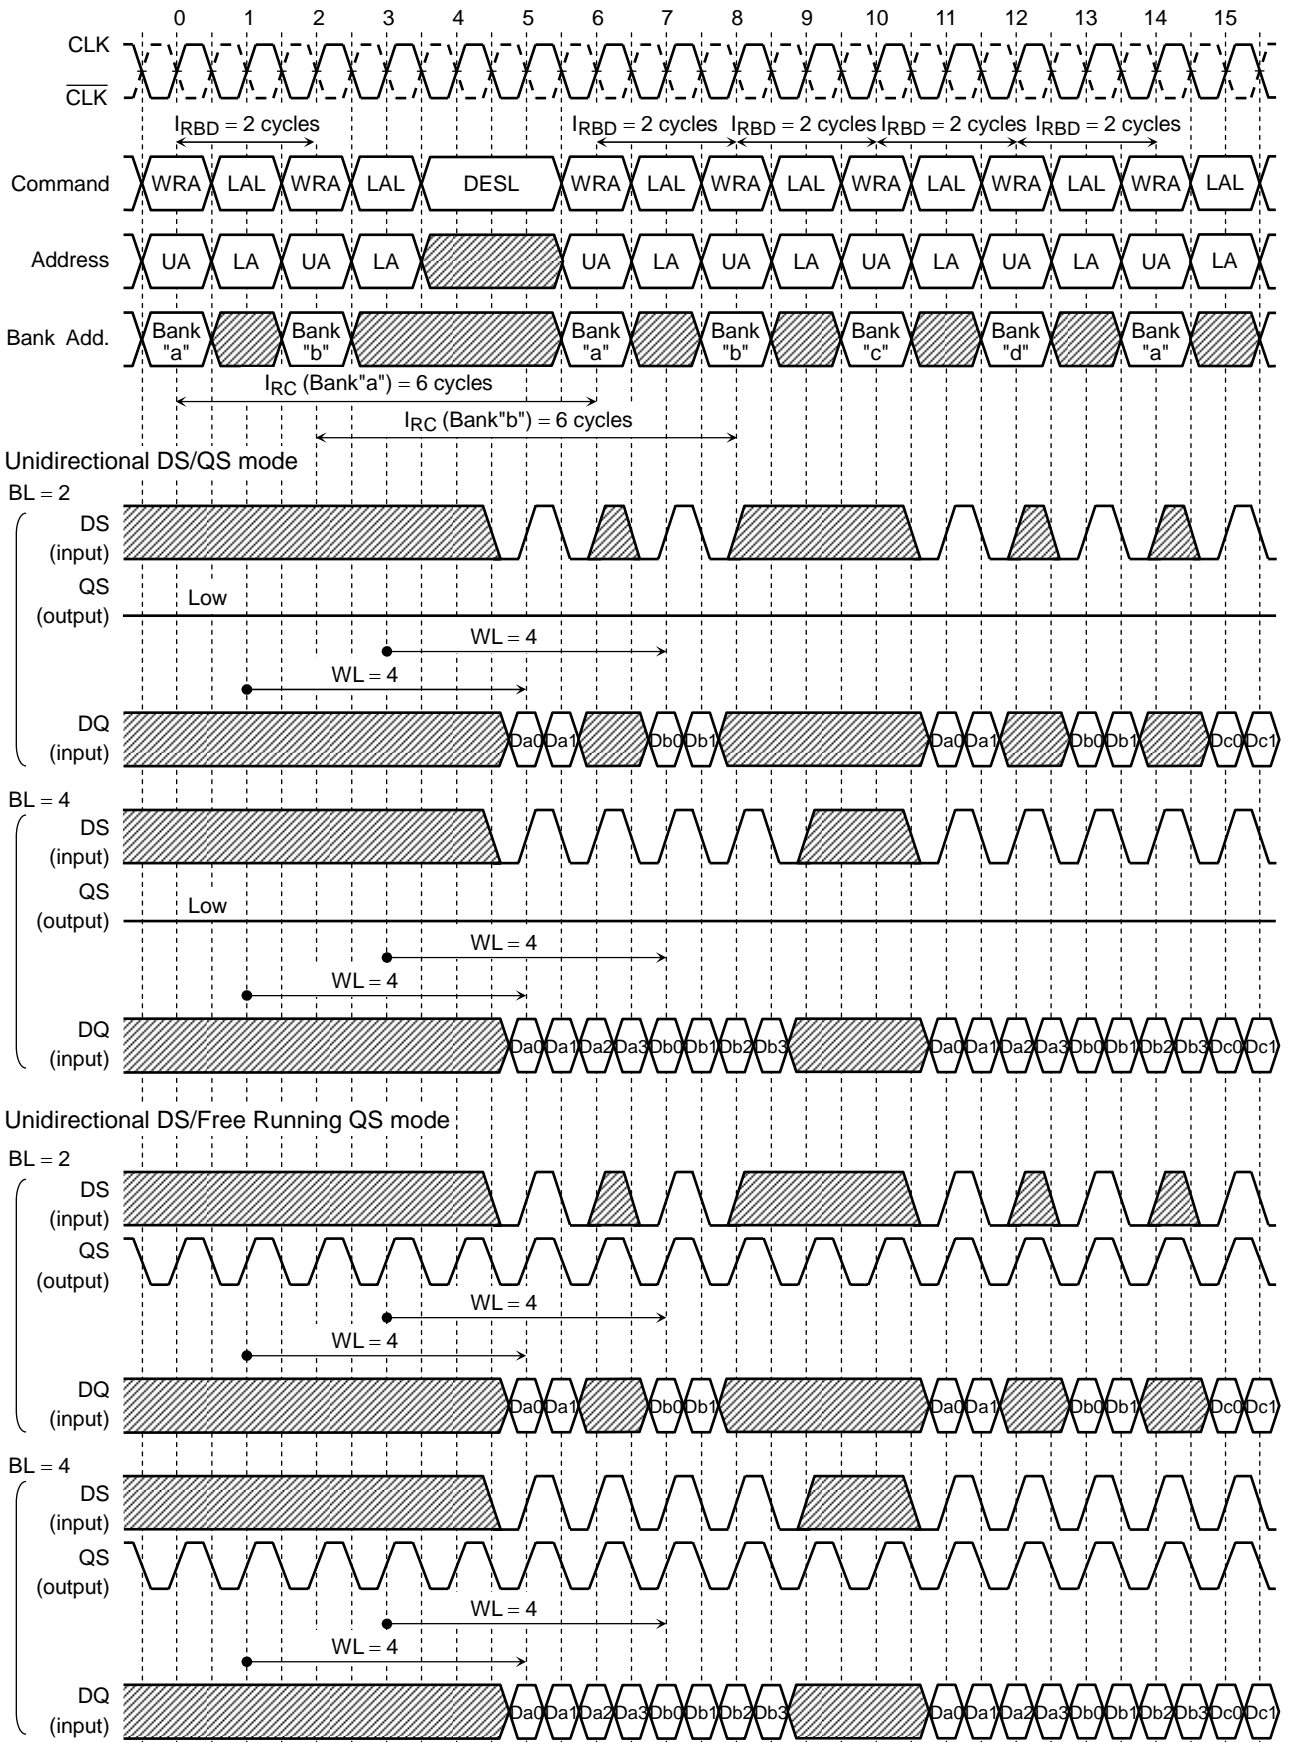 0 1 2 3 4 5 6 7 8 9 10 11 12 13 14 15
CLK
CLK
IRBD = 2 cycles IRBD = 2 cycles IRBD = 2 cycles IRBD = 2 cycles IRBD = 2 cycles
Command WRA LAL WRA LAL DESL WRA LAL WRA LAL WRA LAL WRA LAL WRA LAL
Address UA LA UA LA UA LA UA LA UA LA UA LA UA LA
Bank Add. Bank "a" Bank "b" Bank "a" Bank "b" Bank "c" Bank "d" Bank "a"
IRC (Bank"a") = 6 cycles
IRC (Bank"b") = 6 cycles
Unidirectional DS/QS mode
BL = 2
DS
(input)
QS
(output)
Low
WL = 4
WL = 4
DQ
(input)
Da0 Da1 Db0 Db1 Da0 Da1 Db0 Db1 Dc0 Dc1
BL = 4
DS
(input)
QS
(output)
Low
WL = 4
WL = 4
DQ
(input)
Da0 Da1 Da2 Da3 Db0 Db1 Db2 Db3 Da0 Da1 Da2 Da3 Db0 Db1 Db2 Db3 Dc0 Dc1
Unidirectional DS/Free Running QS mode
BL = 2
DS
(input)
QS
(output)
WL = 4
WL = 4
DQ
(input)
Da0 Da1 Db0 Db1 Da0 Da1 Db0 Db1 Dc0 Dc1
BL = 4
DS
(input)
QS
(output)
WL = 4
WL = 4
DQ
(input)
Da0 Da1 Da2 Da3 Db0 Db1 Db2 Db3 Da0 Da1 Da2 Da3 Db0 Db1 Db2 Db3 Dc0 Dc1